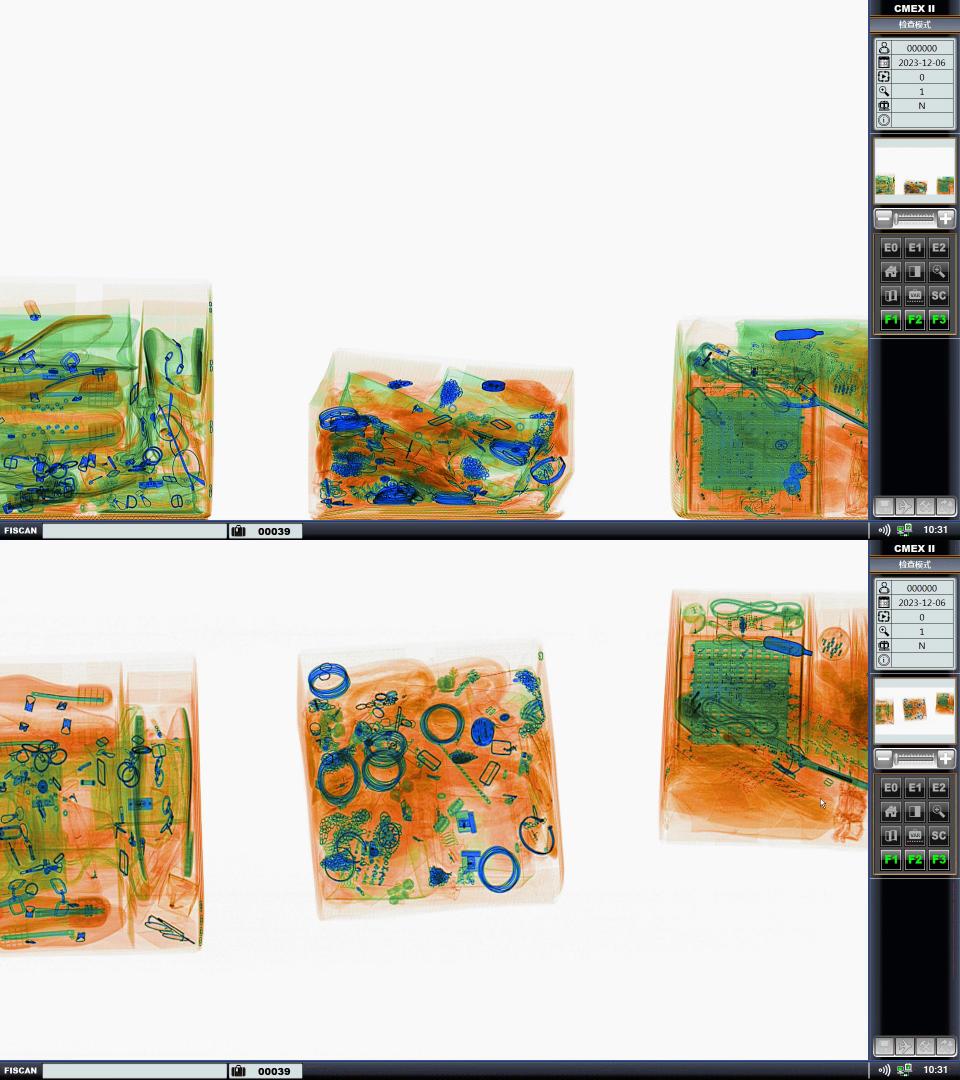 CMEX II
检查模式
000000
2023-12-06
0
1
N
E0 E1 E2
VAR SC
F1 F2 F3
FISCAN 00039 10:31
CMEX II
检查模式
000000
2023-12-06
0
1
N
E0 E1 E2
VAR SC
F1 F2 F3
FISCAN 00039 10:31